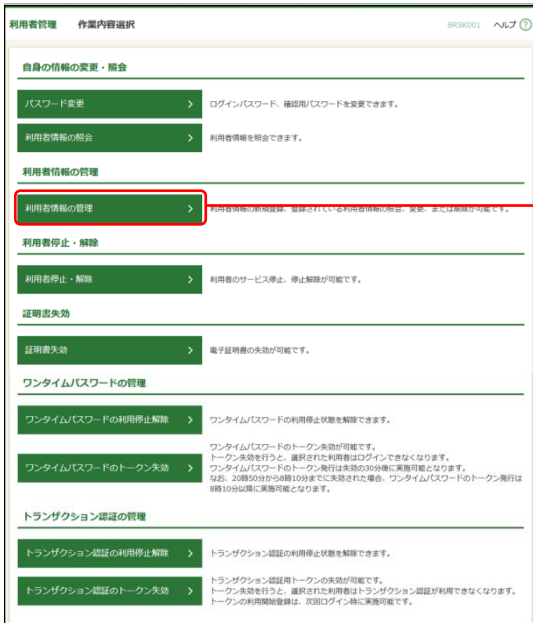 利用者管理 作業内容選択 BRSK001 ヘルプ ?
自身の情報の変更・照会
パスワード変更 ログインパスワード、確認用パスワードを変更できます。
利用者情報の照会 利用者情報を照会できます。
利用者情報の管理
利用者情報の管理 利用者情報の新規登録、登録されている利用者情報の照会、変更、または削除が可能です。
利用者停止・解除
利用者停止・解除 利用者のサービス停止、停止解除が可能です。
証明書失効
証明書失効 電子証明書の失効が可能です。
ワンタイムパスワードの管理
ワンタイムパスワードの利用停止解除 ワンタイムパスワードの利用停止状態を解除できます。
ワンタイムパスワードのトークン失効が可能です。
トークン失効を行うと、選択された利用者はログインできなくなります。
ワンタイムパスワードのトークン失効 ワンタイムパスワードのトークン発行は失効の30分後に実施可能となります。
なお、20時50分から8時10分までに失効された場合、ワンタイムパスワードのトークン発行は
8時10分以降に実施可能となります。
トランザクション認証の管理
トランザクション認証の利用停止解除 トランザクション認証の利用停止状態を解除できます。
トランザクション認証用トークンの失効が可能です。
トランザクション認証のトークン失効 トークン失効を行うと、選択された利用者はトランザクション認証が利用できなくなります。
トークンの利用開始登録は、次回ログイン時に実施可能です。